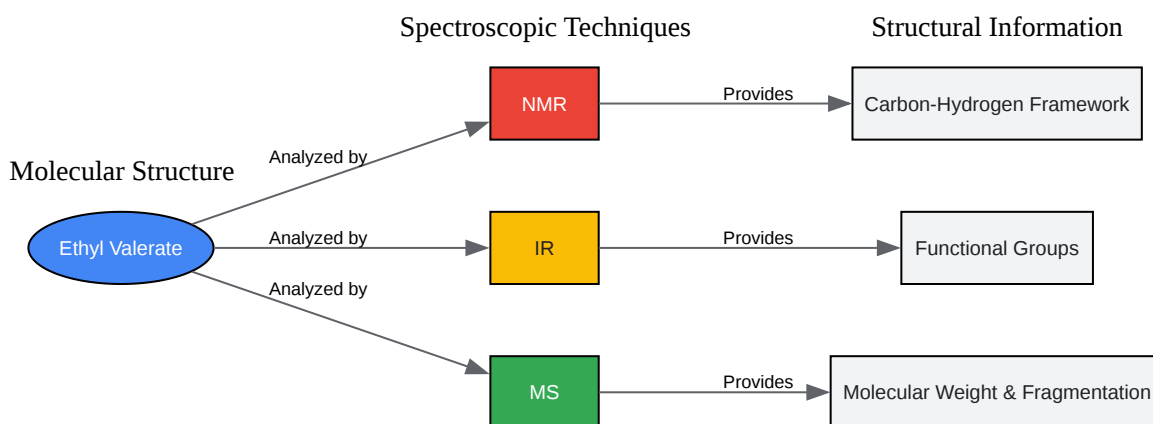 Spectroscopic Techniques
Structural Information
NMR
Provides
Carbon-Hydrogen Framework
Analyzed by
Molecular Structure
Ethyl Valerate
Analyzed by
IR
Provides
Functional Groups
Analyzed by
MS
Provides
Molecular Weight & Fragmentation